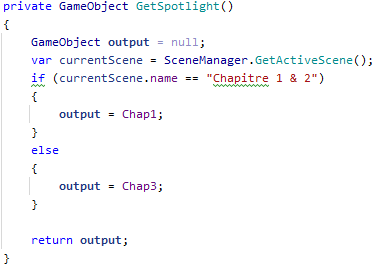 private GameObject GetSpotlight()
{
    GameObject output = null;
    var currentScene = SceneManager.GetActiveScene();
    if (currentScene.name == "Chapitre 1 & 2")
    {
        output = Chap1;
    }
    else
    {
        output = Chap3;
    }

    return output;
}